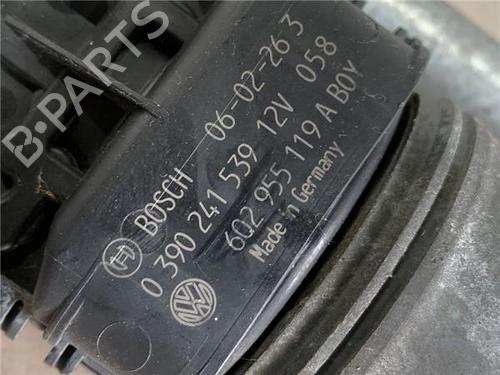 BOSCH 06-02-26 3
0 390 241 539 12V 058
6Q2 955 119 A BOY
Made in Germany
B-PARTS